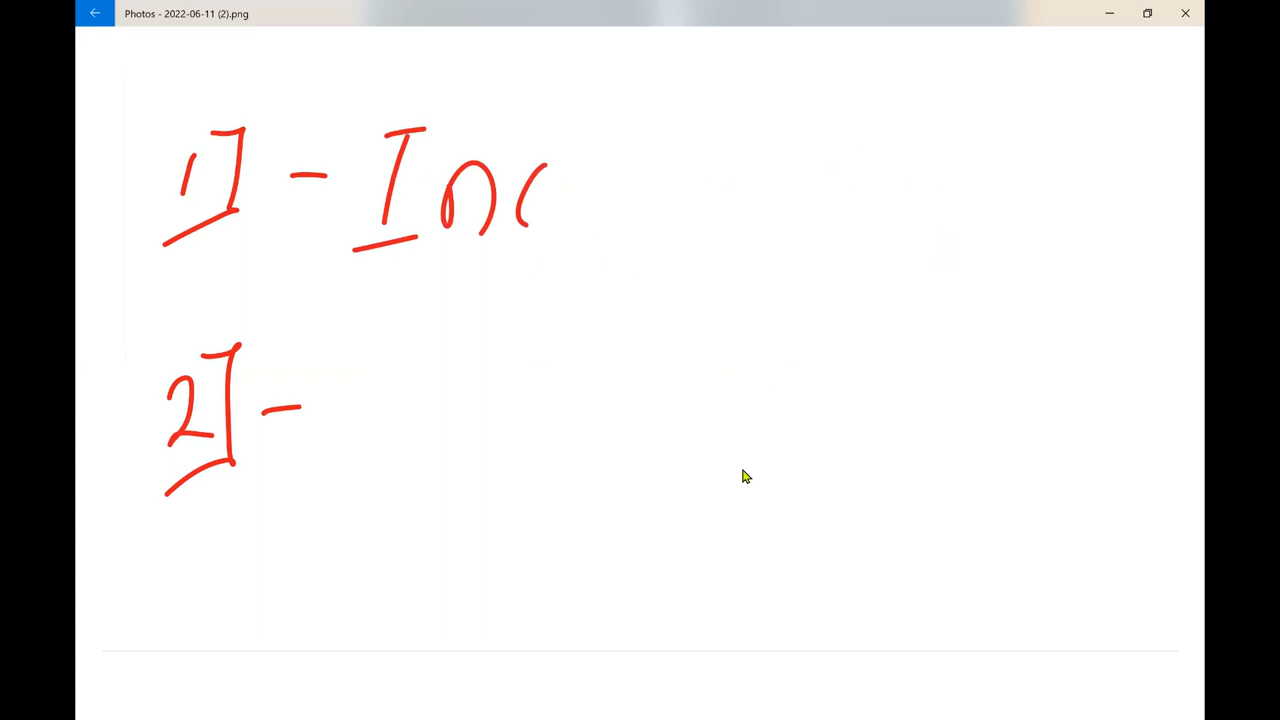 Photos - 2022-06-11 (2).png
1] - Inc
2] -